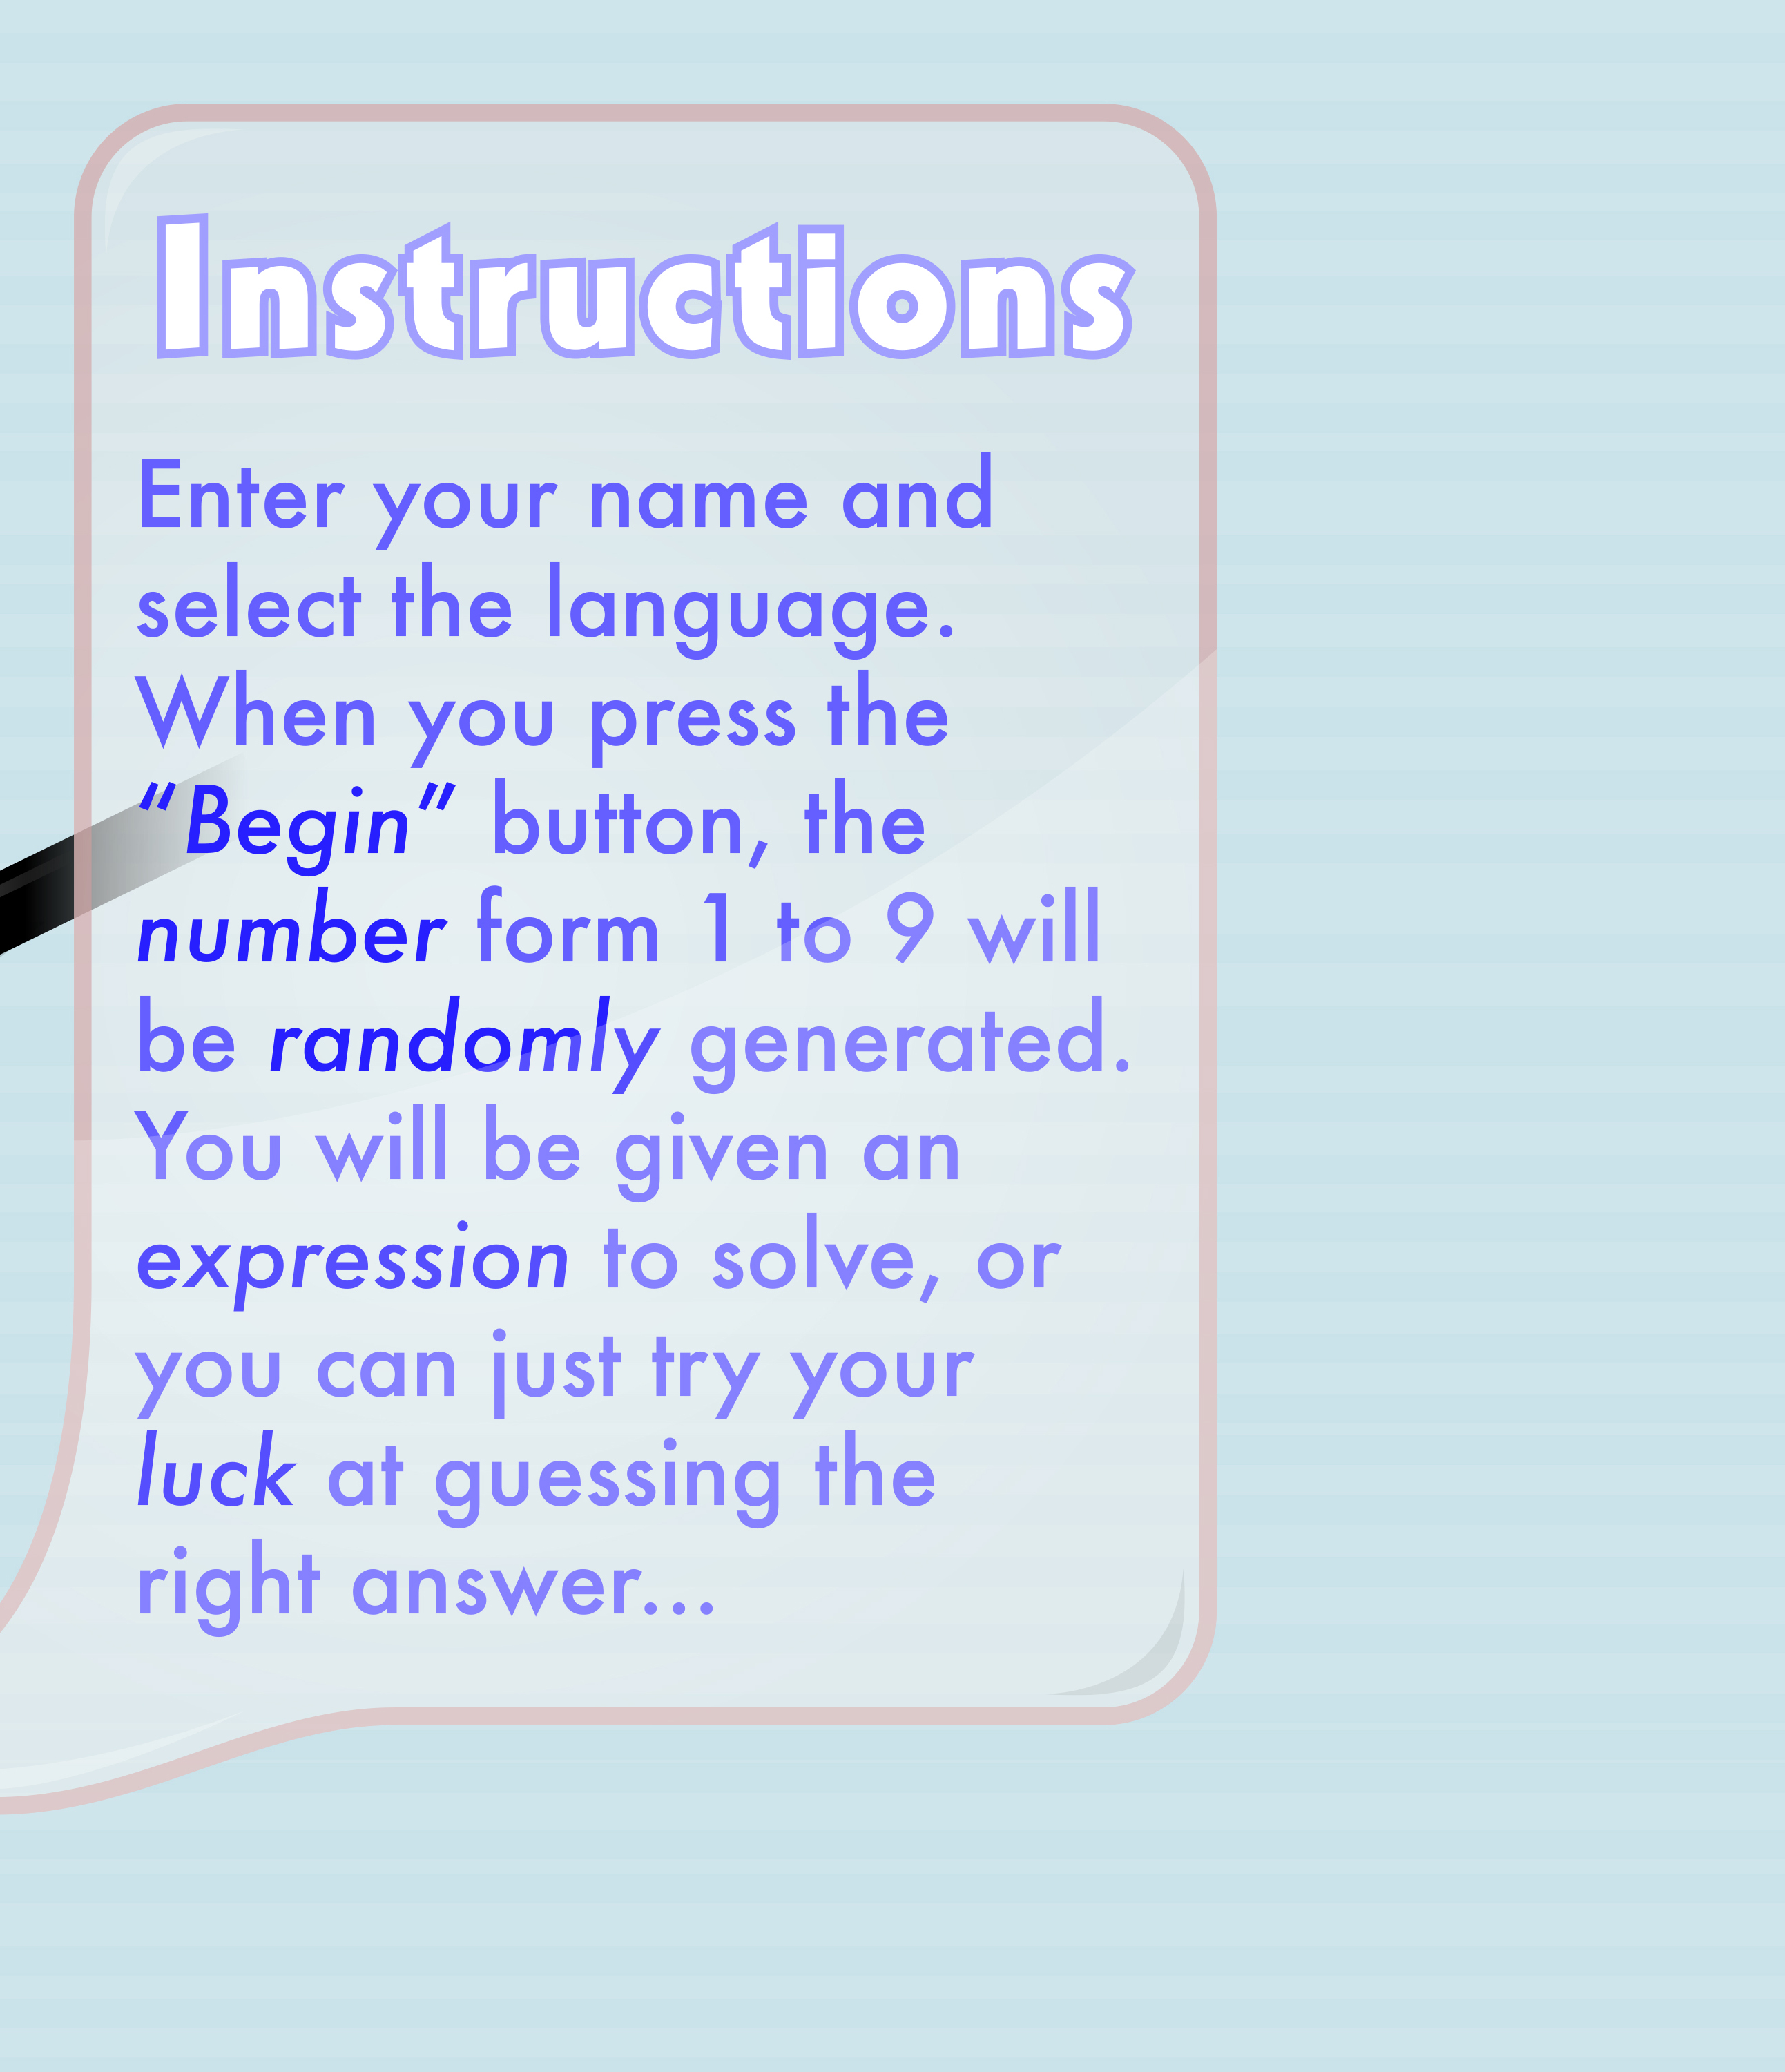 Instructions
Enter your name and
select the language.
When you press the
“Begin” button, the
number form 1 to 9 will
be randomly generated.
You will be given an
expression to solve, or
you can just try your
luck at guessing the
right answer...